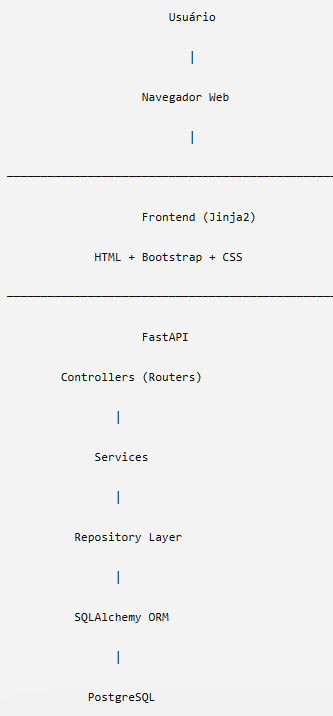 Usuário
|
Navegador Web
|
Frontend (Jinja2)
HTML + Bootstrap + CSS
FastAPI
Controllers (Routers)
|
Services
|
Repository Layer
|
SQLAlchemy ORM
|
PostgreSQL